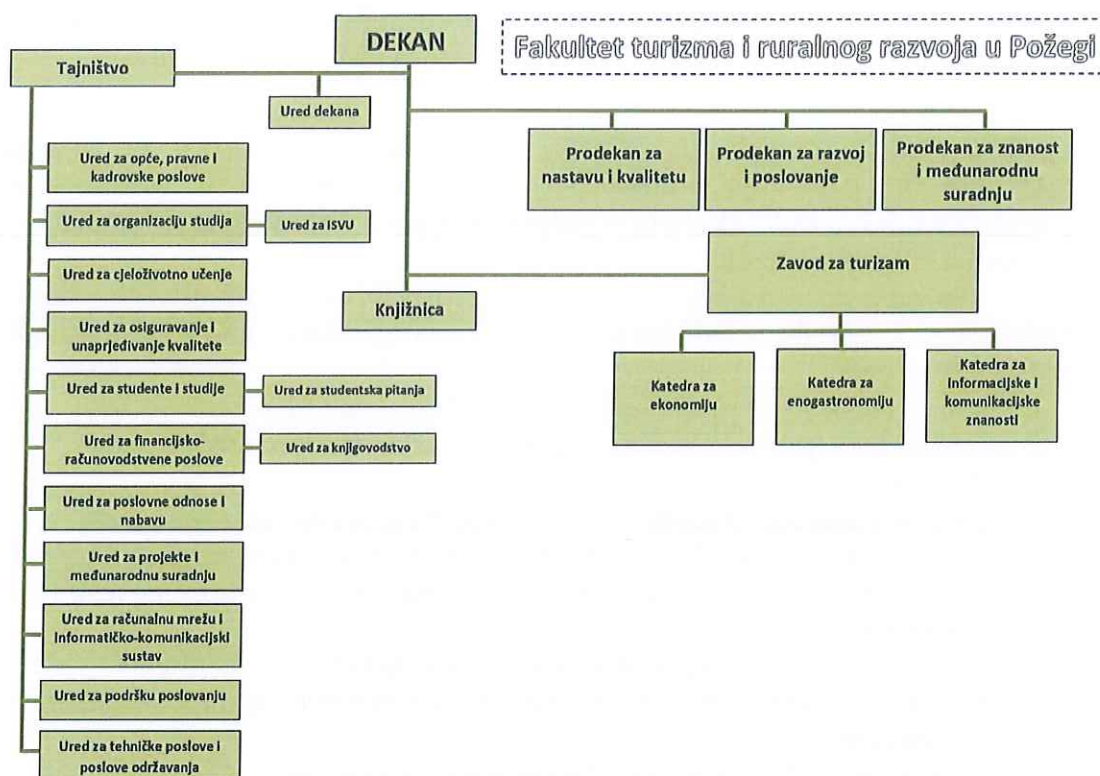 DEKAN
Fakultet turizma i ruralnog razvoja u Požegi
Tajništvo
Ured dekana
Prodekan za
nastavu i kvalitetu
Prodekan za razvoj
i poslovanje
Prodekan za znanost
i međunarodnu
suradnju
Ured za opće, pravne i
kadrovske poslove
Ured za organizaciju studija
Ured za ISVU
Ured za cjeloživotno učenje
Zavod za turizam
Knjižnica
Ured za osiguravanje i
unaprjeđivanje kvalitete
Katedra za
ekonomiju
Katedra za
enogastronomiju
Katedra za
informacijske i
komunikacijske
znanosti
Ured za studente i studije
Ured za studentska pitanja
Ured za financijsko-
računovodstvene poslove
Ured za knjigovodstvo
Ured za poslovne odnose i
nabavu
Ured za projekte i
međunarodnu suradnju
Ured za računalnu mrežu i
informatičko-komunikacijski
sustav
Ured za podršku poslovanju
Ured za tehničke poslove i
poslove održavanja